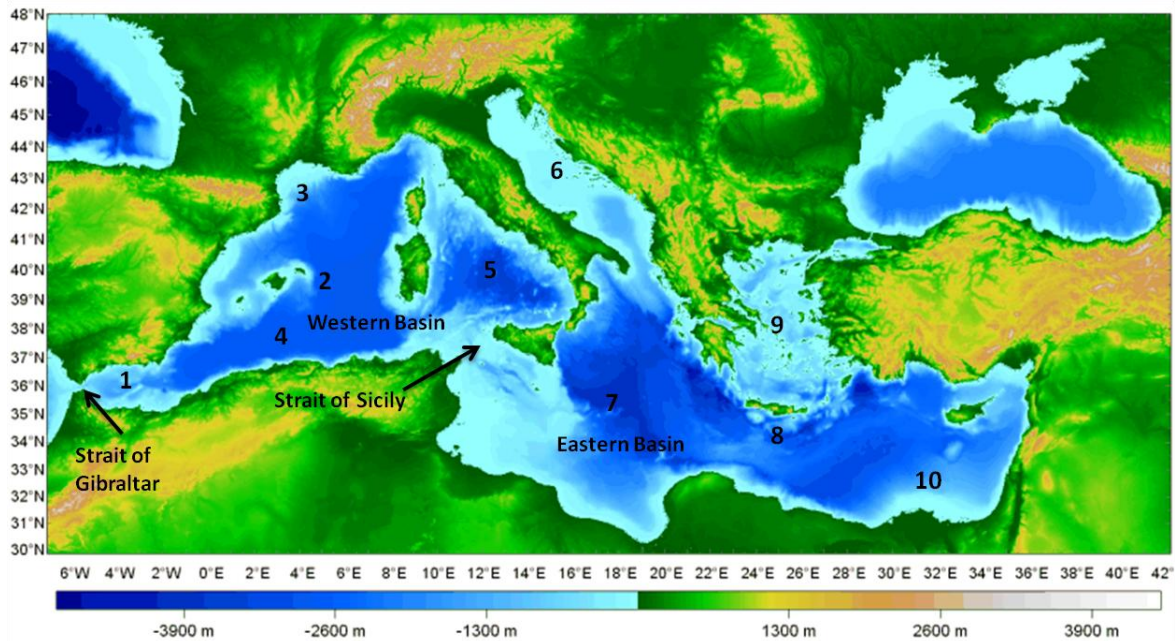 48°N
47°N
46°N
45°N
44°N
43°N
42°N
41°N
40°N
39°N
38°N
37°N
36°N
35°N
34°N
33°N
32°N
31°N
30°N
6
3
5
2
9
4
Western Basin
1
Strait of Sicily
7
8
Eastern Basin
Strait of
Gibraltar
10
6°W 4°W 2°W 0°E 2°E 4°E 6°E 8°E 10°E 12°E 14°E 16°E 18°E 20°E 22°E 24°E 26°E 28°E 30°E 32°E 34°E 36°E 38°E 40°E 42°
-3900 m -2600 m -1300 m 1300 m 2600 m 3900 m